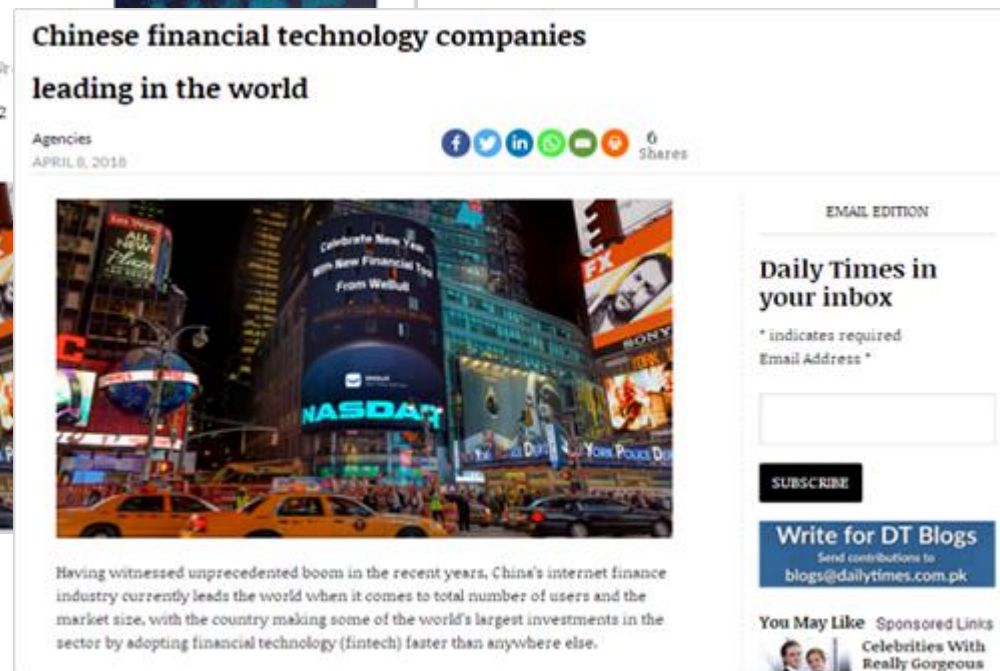 Chinese financial technology companies
leading in the world
Agencies
APRIL 8, 2018
6
Shares
ALL
NEW!
Celebrate New Year
With New Financial Tool
From WeBull
NASDAQ
FX
SONY
EMAIL EDITION
Daily Times in
your inbox
* indicates required
Email Address *
SUBSCRIBE
Write for DT Blogs
Send contributions to
blogs@dailytimes.com.pk
You May Like Sponsored Links
Celebrities With
Really Gorgeous
Having witnessed unprecedented boom in the recent years, China's internet finance
industry currently leads the world when it comes to total number of users and the
market size, with the country making some of the world's largest investments in the
sector by adopting financial technology (fintech) faster than anywhere else.